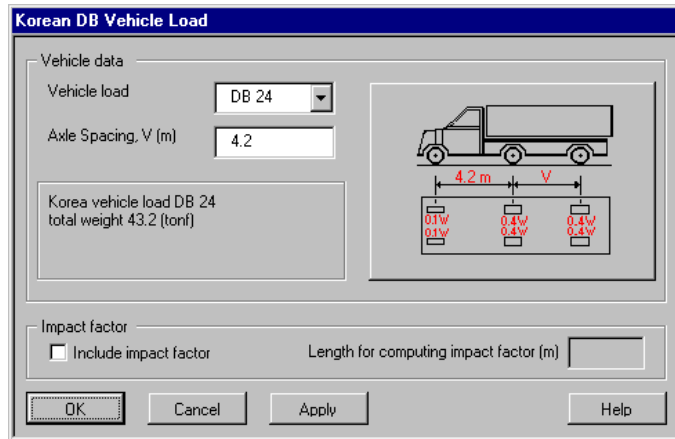 Korean DB Vehicle Load
Vehicle data
Vehicle load
DB 24
Axle Spacing, V (m)
4.2
Korea vehicle load DB 24
total weight 43.2 (tonf)
4.2 m V
0.1W 0.4W 0.4W
0.1W 0.4W 0.4W
Impact factor
Include impact factor
Length for computing impact factor (m)
OK Cancel Apply Help